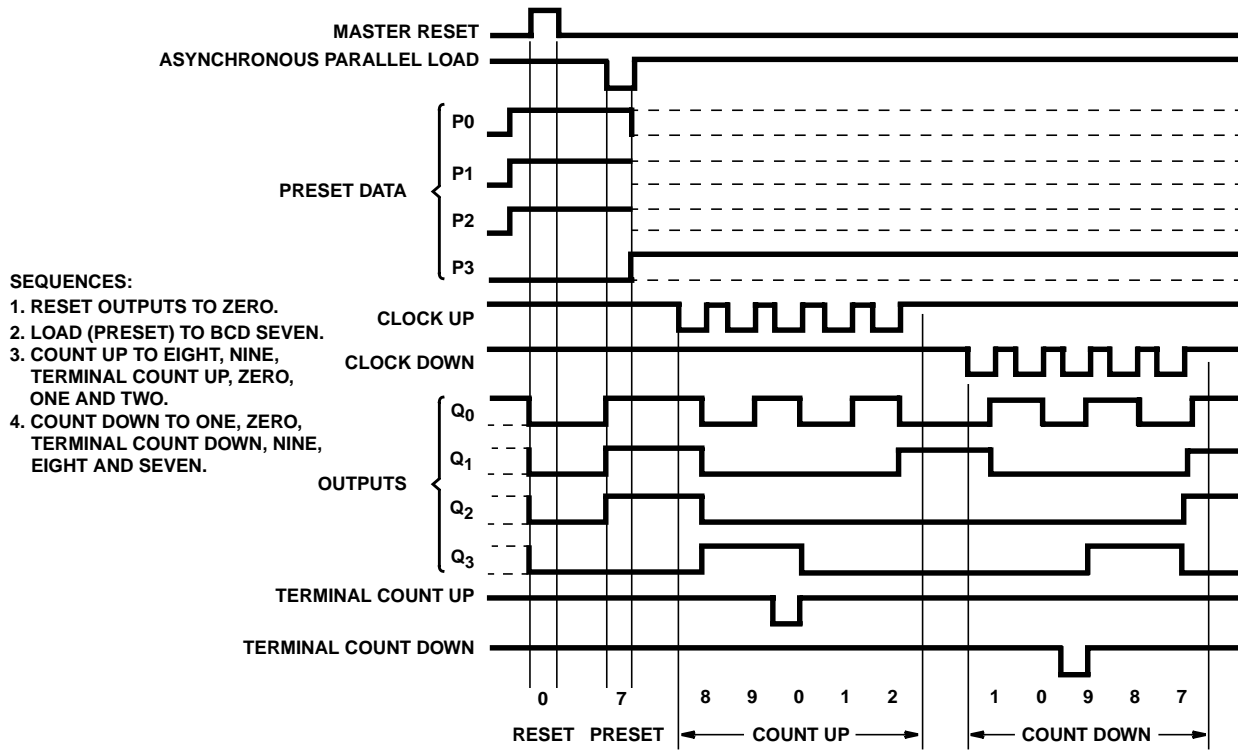 MASTER RESET
ASYNCHRONOUS PARALLEL LOAD
P0
P1
PRESET DATA
P2
P3
SEQUENCES:
1. RESET OUTPUTS TO ZERO.
2. LOAD (PRESET) TO BCD SEVEN.
3. COUNT UP TO EIGHT, NINE,
TERMINAL COUNT UP, ZERO,
ONE AND TWO.
4. COUNT DOWN TO ONE, ZERO,
TERMINAL COUNT DOWN, NINE,
EIGHT AND SEVEN.
CLOCK UP
CLOCK DOWN
Q0
Q1
OUTPUTS
Q2
Q3
TERMINAL COUNT UP
TERMINAL COUNT DOWN
0 7 8 9 0 1 2 1 0 9 8 7
RESET PRESET COUNT UP COUNT DOWN